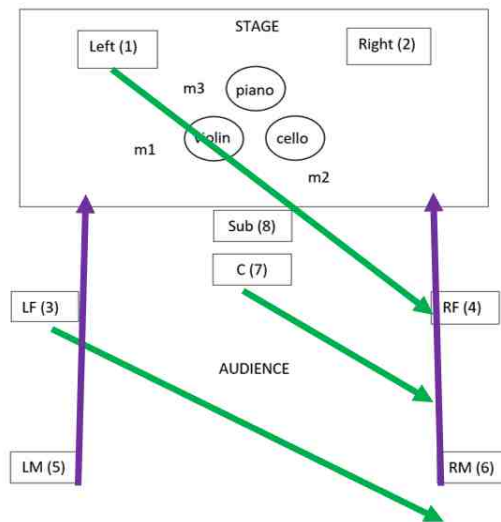 STAGE
Left (1)
Right (2)
m3
piano
violin
cello
m1
m2
Sub (8)
C (7)
LF (3)
RF (4)
AUDIENCE
LM (5)
RM (6)